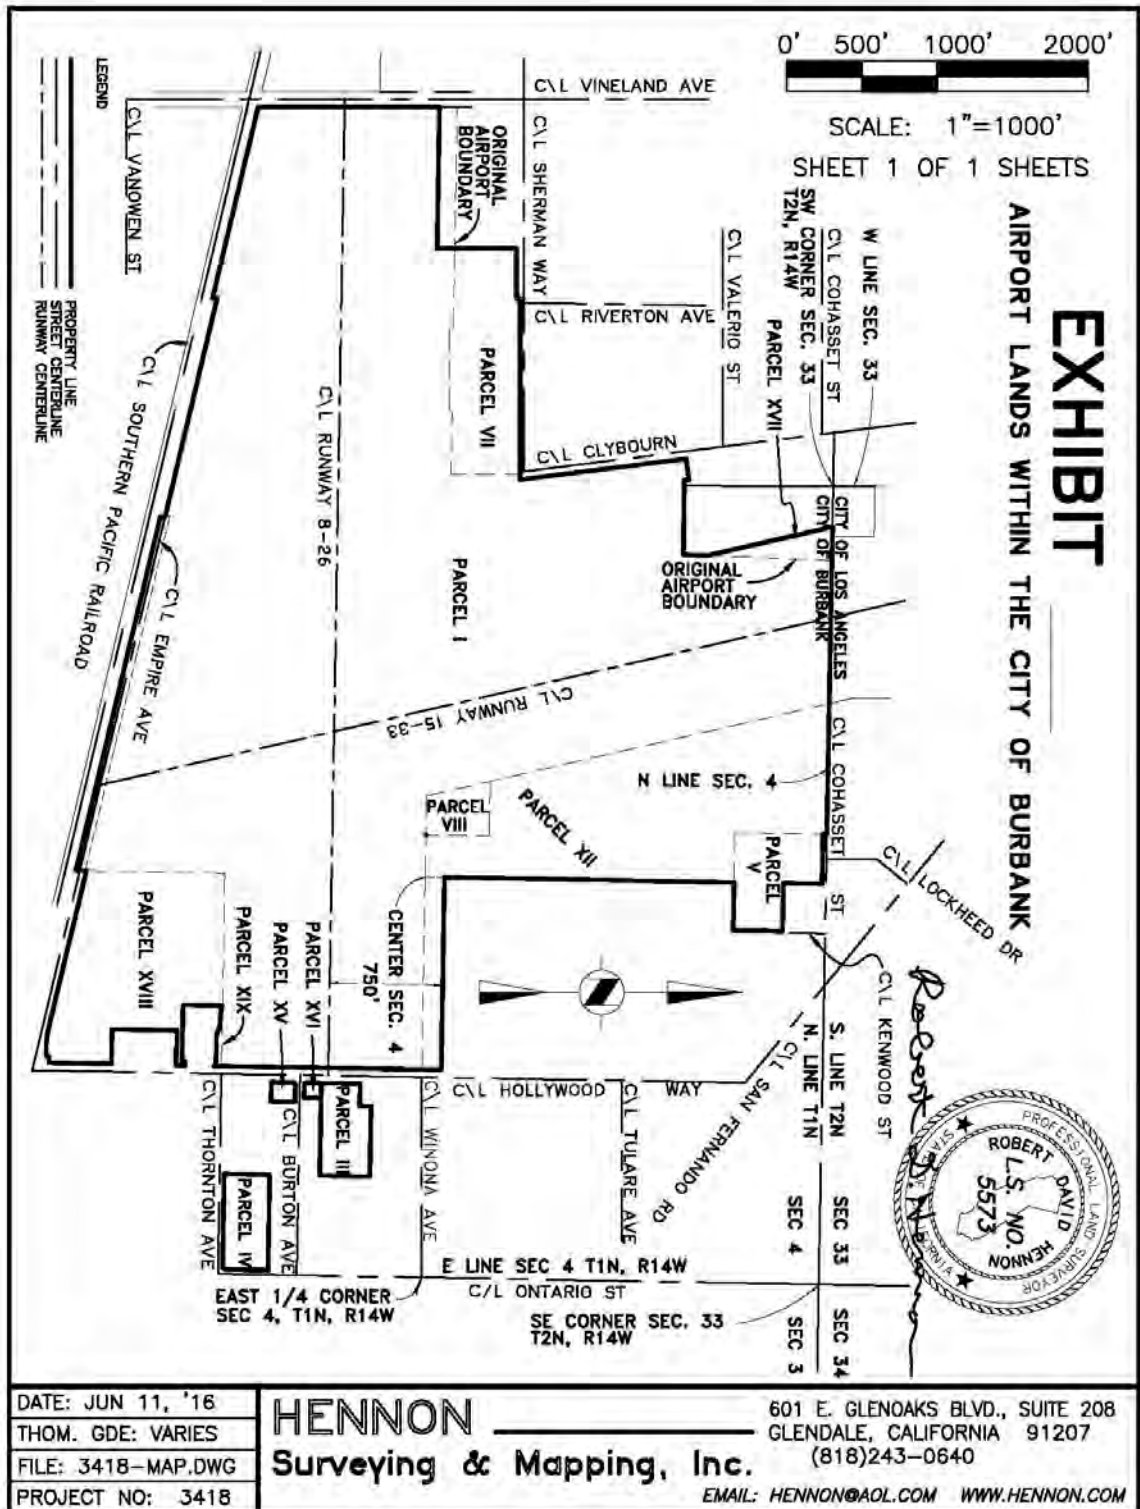 0' 500' 1000' 2000'
SCALE: 1"=1000'
SHEET 1 OF 1 SHEETS
EXHIBIT
AIRPORT LANDS WITHIN THE CITY OF BURBANK
LEGEND
PROPERTY LINE
STREET CENTERLINE
RUNWAY CENTERLINE
C\L VANOWEN ST
C\L VINELAND AVE
ORIGINAL
AIRPORT
BOUNDARY
C\L SHERMAN WAY
C\L RIVERTON AVE
C\L VALERIO ST
W LINE SEC. 33
C\L COHASSET ST
SW CORNER SEC. 33
T2N, R14W
PARCEL XVII
PARCEL VII
C\L CLYBOURN
CITY OF LOS ANGELES
CITY OF BURBANK
ORIGINAL
AIRPORT
BOUNDARY
C\L RUNWAY 8-26
PARCEL I
C\L SOUTHERN PACIFIC RAILROAD
C\L EMPIRE AVE
C\L RUNWAY 15-33
N LINE SEC. 4
C\L COHASSET ST
PARCEL
VIII
PARCEL XII
PARCEL
V
C\L LOCKHEED DR
C\L KENWOOD ST
PARCEL XVIII
PARCEL XIX
PARCEL XV
PARCEL XVI
CENTER SEC. 4
750'
S. LINE T2N
N. LINE T1N
C\L HOLLYWOOD WAY
C\L SAN FERNANDO RD
C\L THORNTON AVE
C\L BURTON AVE
PARCEL III
PARCEL IV
C\L WINONA AVE
C\L TULARE AVE
SEC 33
SEC 4
SEC 34
SEC 3
E LINE SEC 4 T1N, R14W
C/L ONTARIO ST
EAST 1/4 CORNER
SEC 4, T1N, R14W
SE CORNER SEC. 33
T2N, R14W
Robert D. Hennon
PROFESSIONAL LAND SURVEYOR
STATE OF CALIFORNIA
ROBERT DAVID HENNON
L.S. NO.
5573
DATE: JUN 11, '16
THOM. GDE: VARIES
FILE: 3418-MAP.DWG
PROJECT NO: 3418
HENNON
Surveying & Mapping, Inc.
601 E. GLENOAKS BLVD., SUITE 208
GLENDALE, CALIFORNIA 91207
(818)243-0640
EMAIL: HENNON@AOL.COM WWW.HENNON.COM